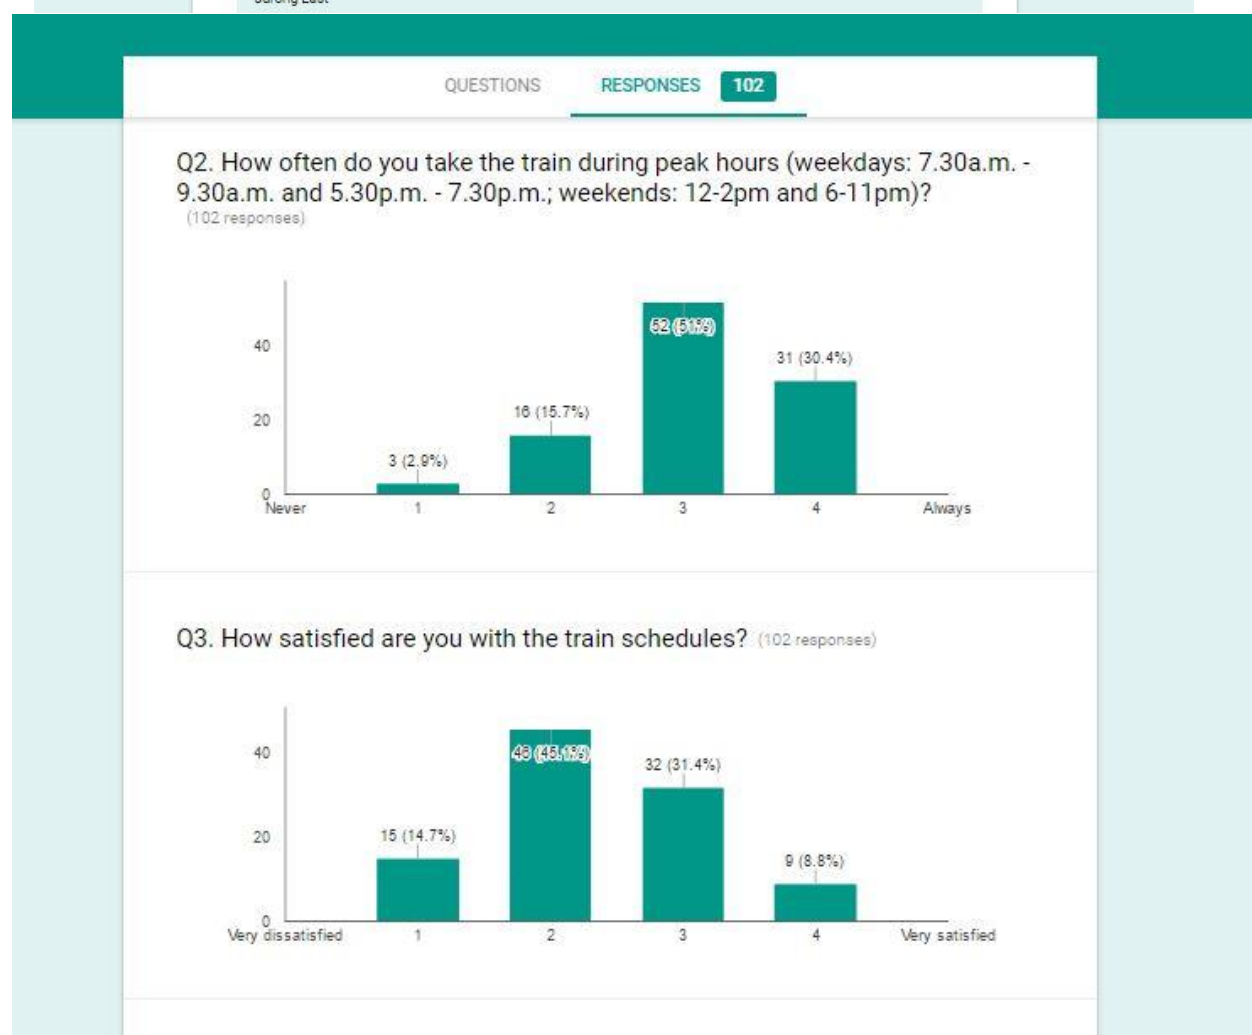 QUESTIONS RESPONSES 102
Q2. How often do you take the train during peak hours (weekdays: 7.30a.m. -
9.30a.m. and 5.30p.m. - 7.30p.m.; weekends: 12-2pm and 6-11pm)?
(102 responses)
52 (51%)
40
31 (30.4%)
20
16 (15.7%)
3 (2.9%)
0
Never 1 2 3 4 Always
Q3. How satisfied are you with the train schedules? (102 responses)
46 (45.1%)
40
32 (31.4%)
20
15 (14.7%)
9 (8.8%)
0
Very dissatisfied 1 2 3 4 Very satisfied